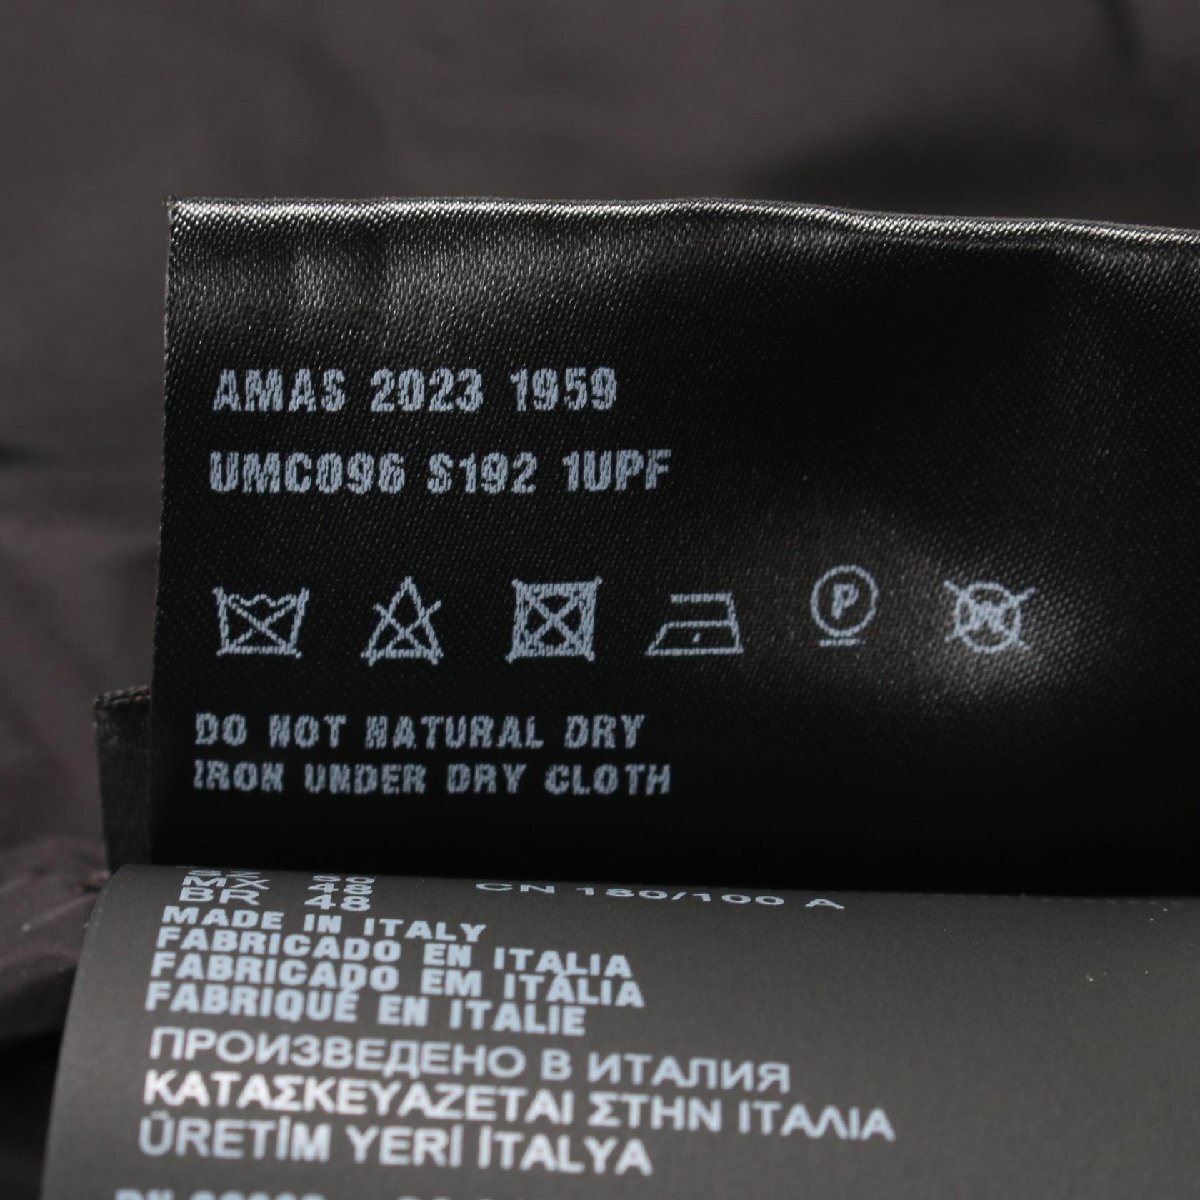 AMAS 2023 1959
UMC096 S192 1UPF
P
W
DO NOT NATURAL DRY
IRON UNDER DRY CLOTH
MX 48 CN 180/100 A
BR 48
MADE IN ITALY
FABRICADO EN ITALIA
FABRICADO EM ITÁLIA
FABRIQUÉ EN ITALIE
ПРОИЗВЕДЕНО В ИТАЛИЯ
ΚΑΤΑΣΚΕΥΑΖΕΤΑΙ ΣΤΗΝ ΙΤΑΛΙΑ
ÜRETİM YERİ İTALYA